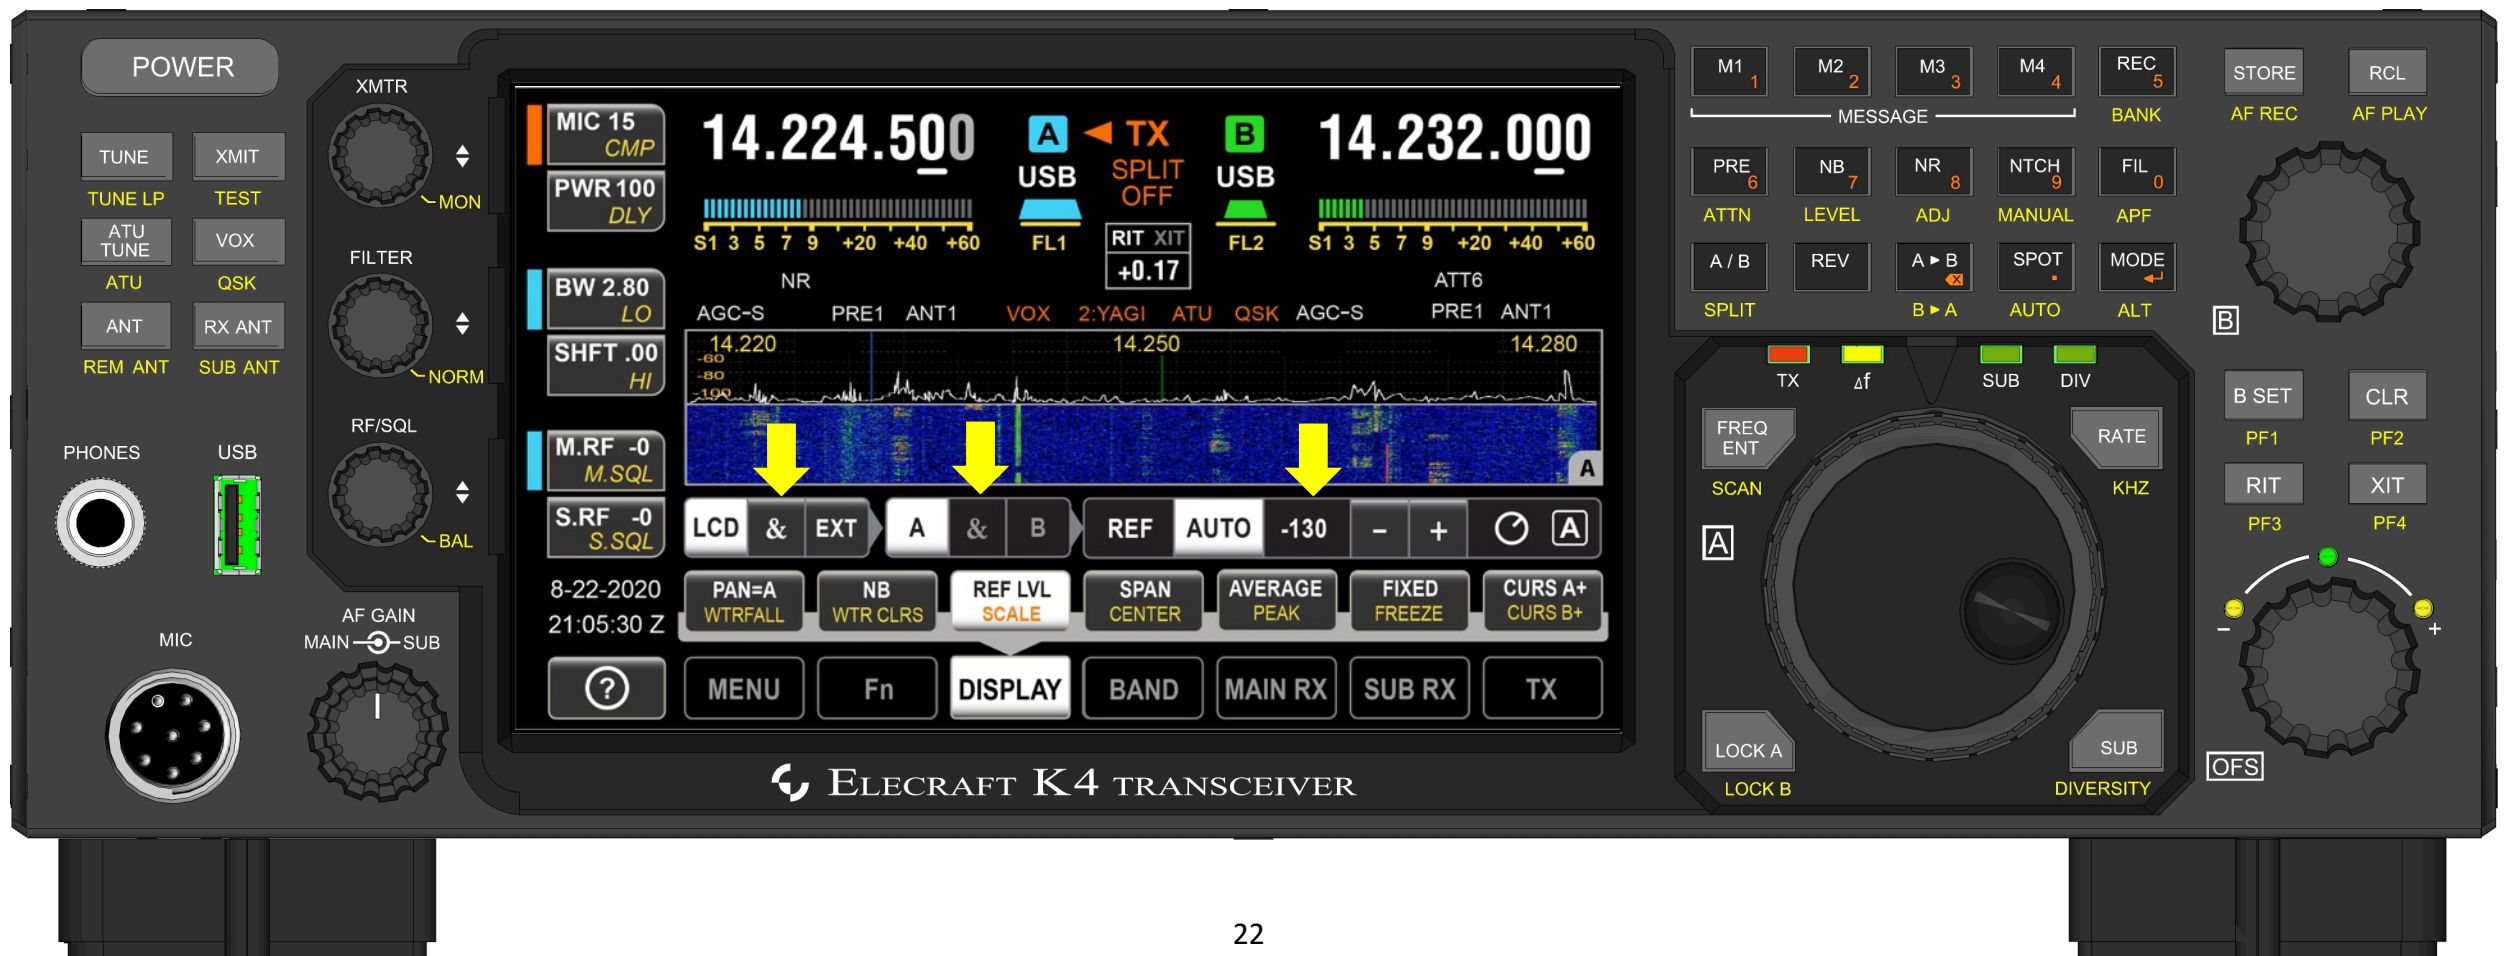 POWER
TUNE
XMIT
TUNE LP
TEST
ATU
TUNE
VOX
ATU
QSK
ANT
RX ANT
REM ANT
SUB ANT
PHONES
USB
MIC
XMTR
MON
FILTER
NORM
RF/SQL
BAL
AF GAIN
MAIN SUB
MIC 15
CMP
PWR 100
DLY
BW 2.80
LO
SHFT .00
HI
M.RF -0
M.SQL
S.RF -0
S.SQL
8-22-2020
21:05:30 Z
?
14.224.500
A ◄ TX B
14.232.000
USB
SPLIT
OFF
USB
S1 3 5 7 9 +20 +40 +60
FL1
RIT XIT
+0.17
FL2
S1 3 5 7 9 +20 +40 +60
NR
ATT6
AGC-S PRE1 ANT1 VOX 2:YAGI ATU QSK AGC-S PRE1 ANT1
14.220 14.250 14.280
-60
-80
-100
A
LCD & EXT A & B REF AUTO -130 - + A
PAN=A
WTRFALL
NB
WTR CLRS
REF LVL
SCALE
SPAN
CENTER
AVERAGE
PEAK
FIXED
FREEZE
CURS A+
CURS B+
MENU Fn DISPLAY BAND MAIN RX SUB RX TX
ELECRAFT K4 TRANSCEIVER
M1 1
M2 2
M3 3
M4 4
REC 5
MESSAGE
BANK
PRE 6
NB 7
NR 8
NTCH 9
FIL 0
ATTN
LEVEL
ADJ
MANUAL
APF
A / B
REV
A ► B
SPOT .
MODE
SPLIT
B ► A
AUTO
ALT
STORE
RCL
AF REC
AF PLAY
B
TX
Δf
SUB
DIV
FREQ
ENT
SCAN
RATE
KHZ
A
LOCK A
LOCK B
SUB
DIVERSITY
B SET
CLR
PF1
PF2
RIT
XIT
PF3
PF4
- +
OFS
22